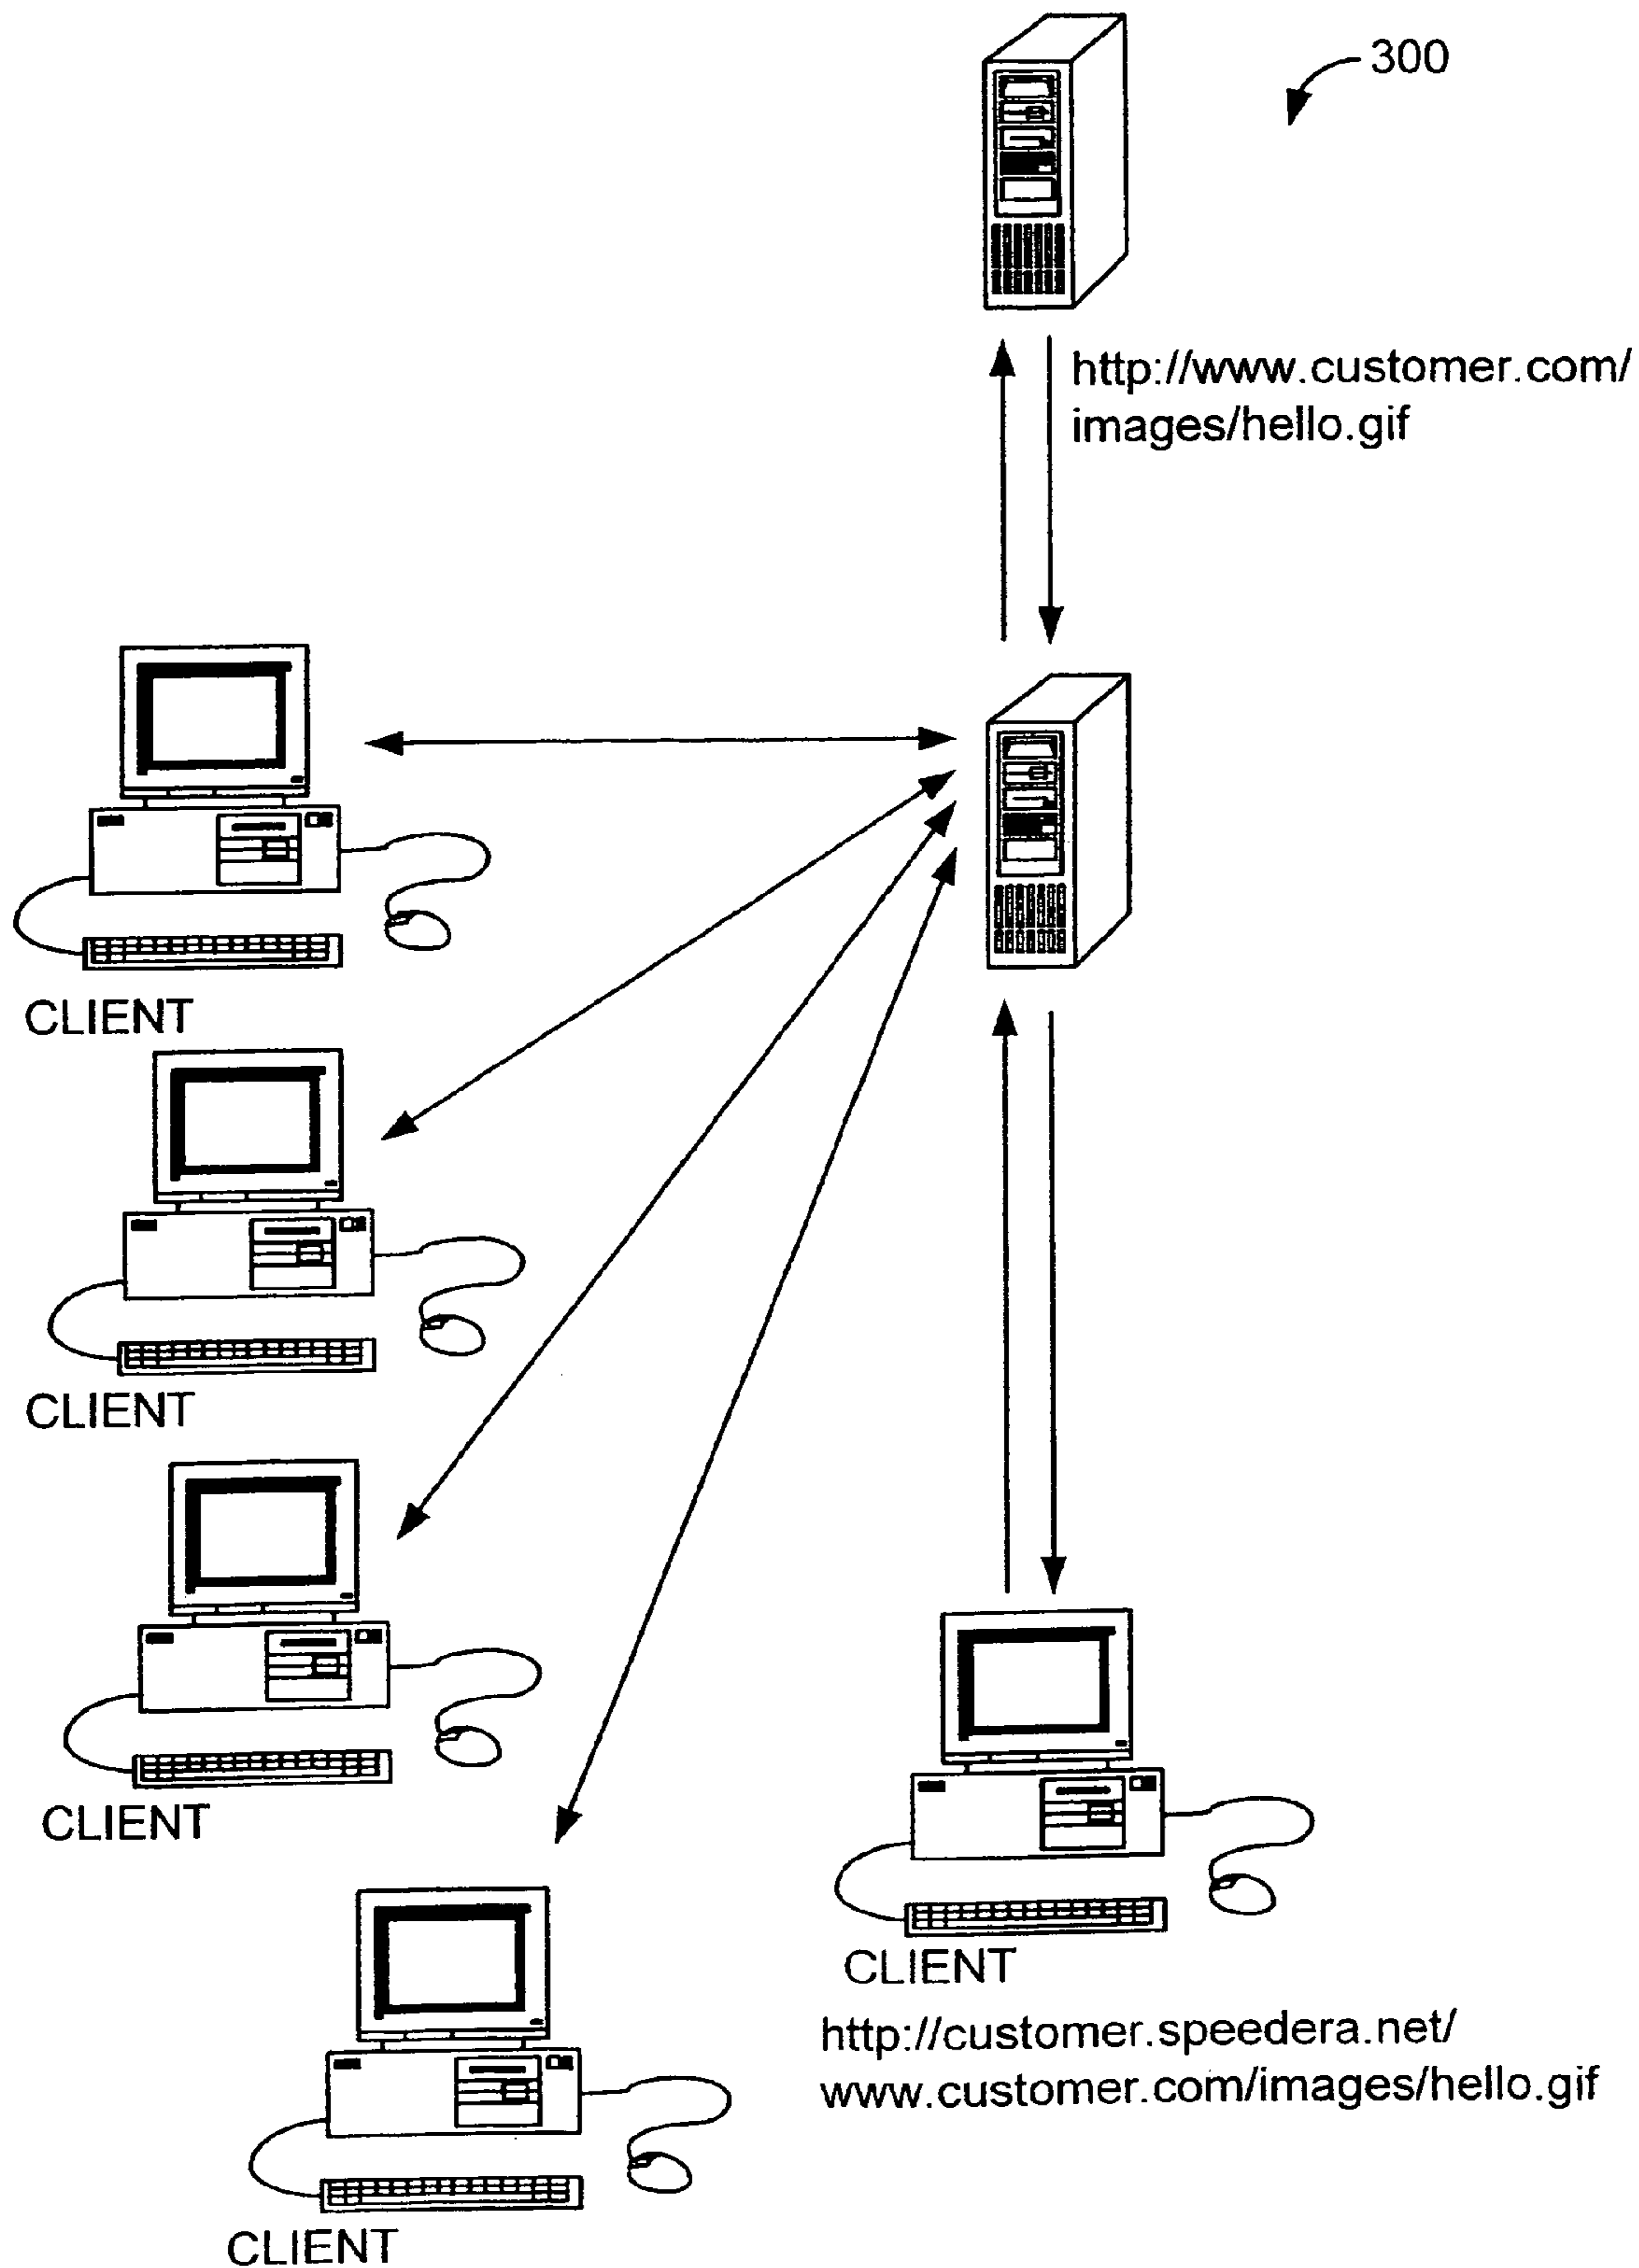 300
http://www.customer.com/
images/hello.gif
CLIENT
CLIENT
CLIENT
CLIENT
http://customer.speedera.net/
www.customer.com/images/hello.gif
CLIENT